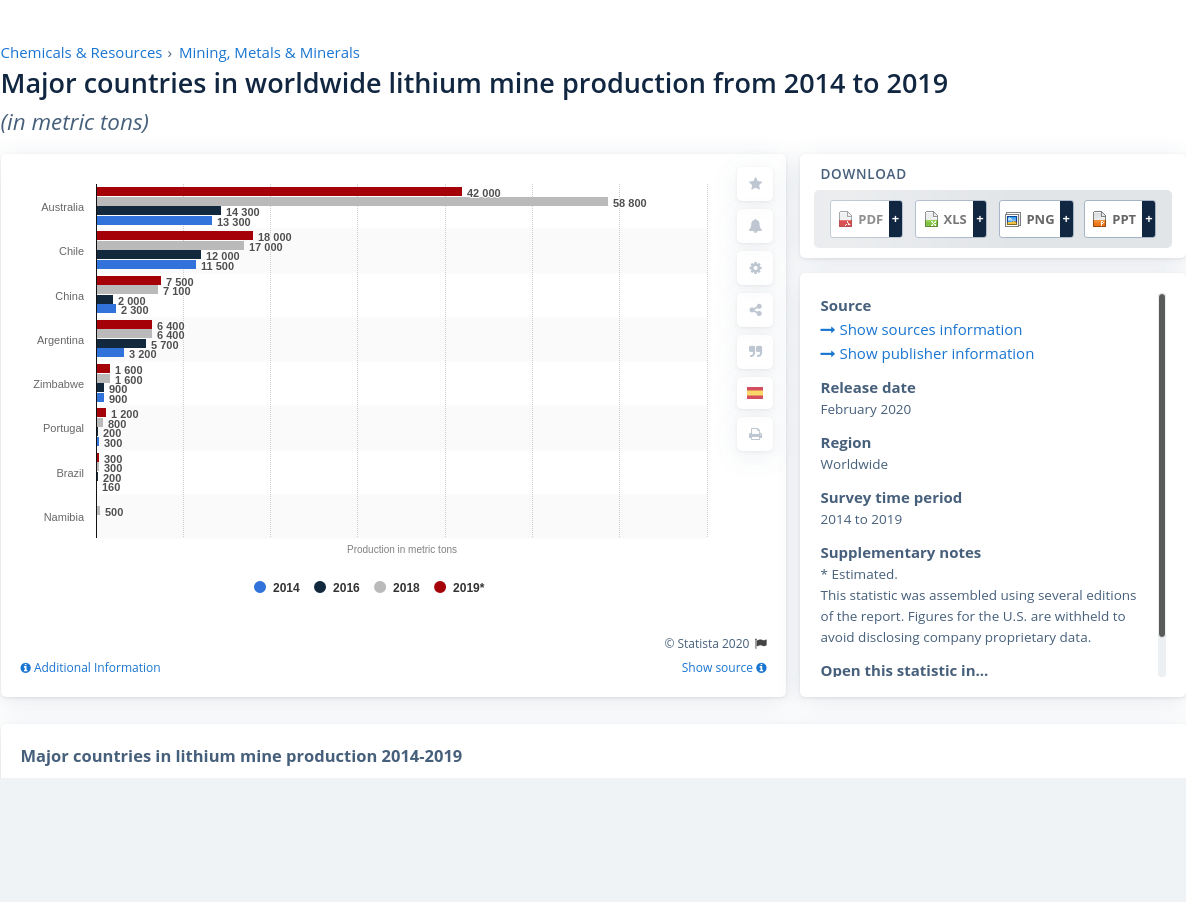 Chemicals & Resources › Mining, Metals & Minerals
Major countries in worldwide lithium mine production from 2014 to 2019
(in metric tons)
Australia
42 000
58 800
14 300
13 300
Chile
18 000
17 000
12 000
11 500
China
7 500
7 100
2 000
2 300
Argentina
6 400
6 400
5 700
3 200
Zimbabwe
1 600
1 600
900
900
Portugal
1 200
800
200
300
Brazil
300
300
200
160
Namibia
500
Production in metric tons
2014 2016 2018 2019*
© Statista 2020
Additional Information
Show source
DOWNLOAD
PDF + XLS + PNG + PPT +
Source
Show sources information
Show publisher information
Release date
February 2020
Region
Worldwide
Survey time period
2014 to 2019
Supplementary notes
* Estimated.
This statistic was assembled using several editions
of the report. Figures for the U.S. are withheld to
avoid disclosing company proprietary data.
Open this statistic in...
Major countries in lithium mine production 2014-2019